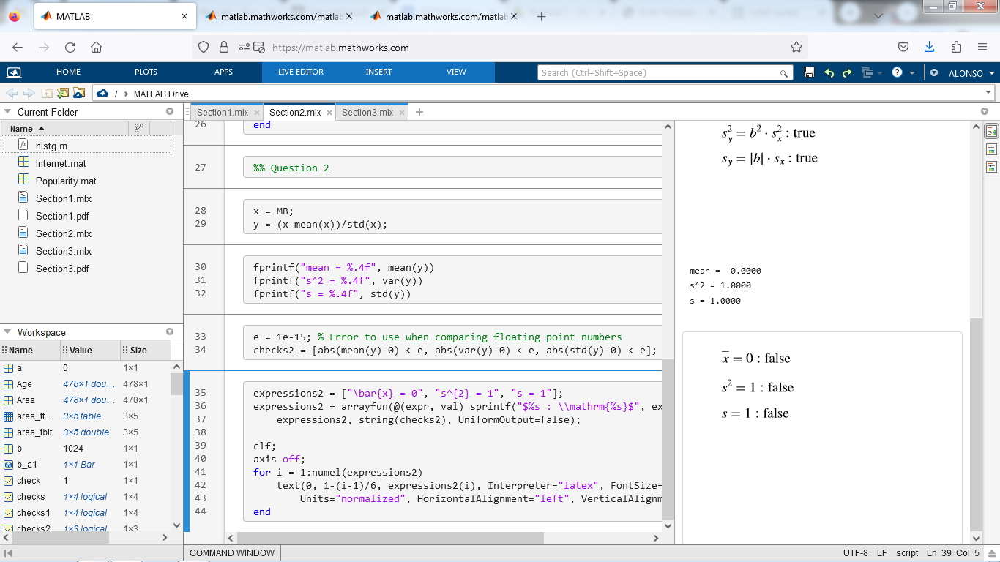 MATLAB
matlab.mathworks.com/matlab
matlab.mathworks.com/matlab
https://matlab.mathworks.com
HOME PLOTS APPS LIVE EDITOR INSERT VIEW
Search (Ctrl+Shift+Space)
ALONSO
/ MATLAB Drive
Current Folder
Name
histg.m
Internet.mat
Popularity.mat
Section1.mlx
Section1.pdf
Section2.mlx
Section3.mlx
Section3.pdf
Workspace
Name Value Size
a 0 1×1
Age 478×1 dou... 478×1
Area 478×1 dou... 478×1
area_ft... 3×5 table 3×5
area_tblt 3×5 double 3×5
b 1024 1×1
b_a1 1×1 Bar 1×1
check 1 1×1
checks 1×4 logical 1×4
checks1 1×4 logical 1×4
checks2 1×3 logical 1×3
Section1.mlx Section2.mlx Section3.mlx
26 end
27 %% Question 2
28 x = MB;
29 y = (x-mean(x))/std(x);
30 fprintf("mean = %.4f", mean(y))
31 fprintf("s^2 = %.4f", var(y))
32 fprintf("s = %.4f", std(y))
33 e = 1e-15; % Error to use when comparing floating point numbers
34 checks2 = [abs(mean(y)-0) < e, abs(var(y)-0) < e, abs(std(y)-0) < e];
35 expressions2 = ["\bar{x} = 0", "s^{2} = 1", "s = 1"];
36 expressions2 = arrayfun(@(expr, val) sprintf("$%s : \\mathrm{%s}$", ex
37 expressions2, string(checks2), UniformOutput=false);
38
39 clf;
40 axis off;
41 for i = 1:numel(expressions2)
42 text(0, 1-(i-1)/6, expressions2(i), Interpreter="latex", FontSize=
43 Units="normalized", HorizontalAlignment="left", VerticalAlignm
44 end
s_y^2 = b^2 · s_x^2 : true
s_y = |b| · s_x : true
mean = -0.0000
s^2 = 1.0000
s = 1.0000
x̅ = 0 : false
s² = 1 : false
s = 1 : false
COMMAND WINDOW
UTF-8 LF script Ln 39 Col 5